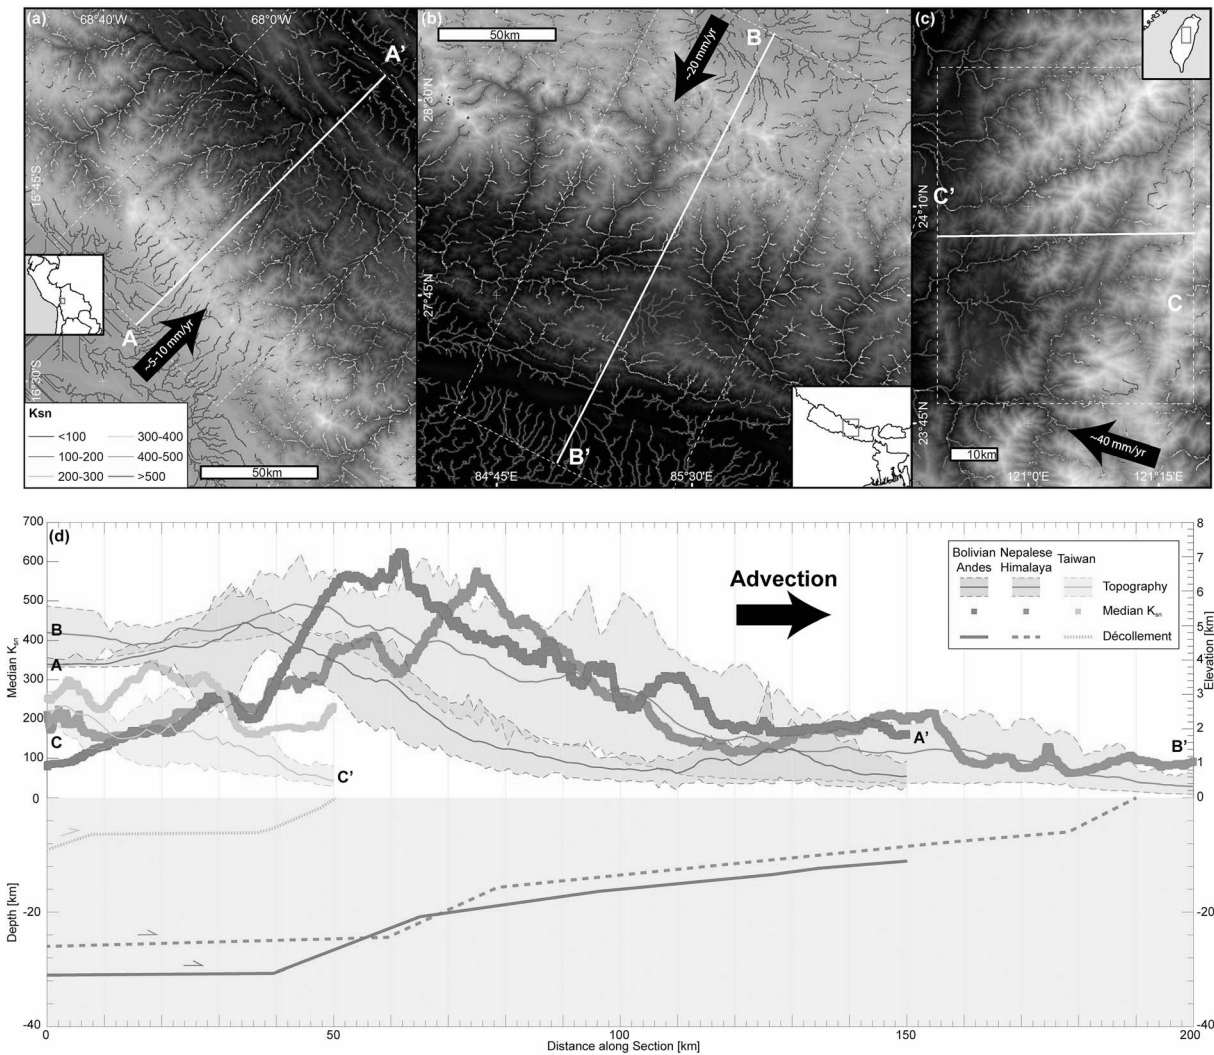 (a)
68°40'W
68°0'W
A'
15°45'S
A
~5-10 mm/yr
16°30'S
Ksn
<100
300-400
100-200
400-500
200-300
>500
50km
(b)
50km
B
~20 mm/yr
28°30'N
27°45'N
B'
84°45'E
85°30'E
(c)
C'
24°10'N
C
23°45'N
~40 mm/yr
10km
121°0'E
121°15'E
(d)
700
600
500
400
300
200
100
0
Median Ksn
8
7
6
5
4
3
2
1
0
Elevation [km]
B
A
C
C'
A'
B'
Advection
Bolivian Andes
Nepalese Himalaya
Taiwan
Topography
Median Ksn
Décollement
-20
-40
Depth [km]
-20
-40
0
50
100
150
200
Distance along Section [km]